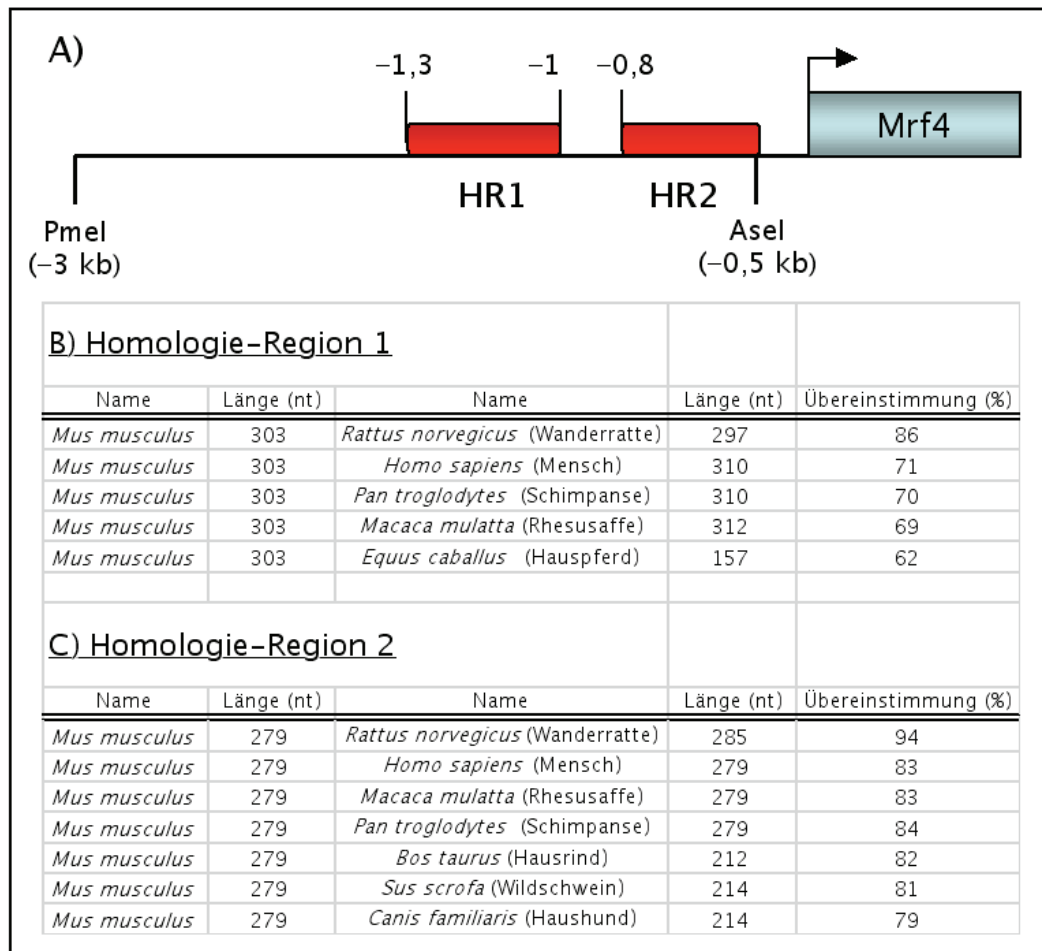 A)
−1,3 −1 −0,8
Mrf4
HR1 HR2
PmeI AseI
(−3 kb) (−0,5 kb)
B) Homologie-Region 1
Name Länge (nt) Name Länge (nt) Übereinstimmung (%)
Mus musculus 303 Rattus norvegicus (Wanderratte) 297 86
Mus musculus 303 Homo sapiens (Mensch) 310 71
Mus musculus 303 Pan troglodytes (Schimpanse) 310 70
Mus musculus 303 Macaca mulatta (Rhesusaffe) 312 69
Mus musculus 303 Equus caballus (Hauspferd) 157 62
C) Homologie-Region 2
Name Länge (nt) Name Länge (nt) Übereinstimmung (%)
Mus musculus 279 Rattus norvegicus (Wanderratte) 285 94
Mus musculus 279 Homo sapiens (Mensch) 279 83
Mus musculus 279 Macaca mulatta (Rhesusaffe) 279 83
Mus musculus 279 Pan troglodytes (Schimpanse) 279 84
Mus musculus 279 Bos taurus (Hausrind) 212 82
Mus musculus 279 Sus scrofa (Wildschwein) 214 81
Mus musculus 279 Canis familiaris (Haushund) 214 79